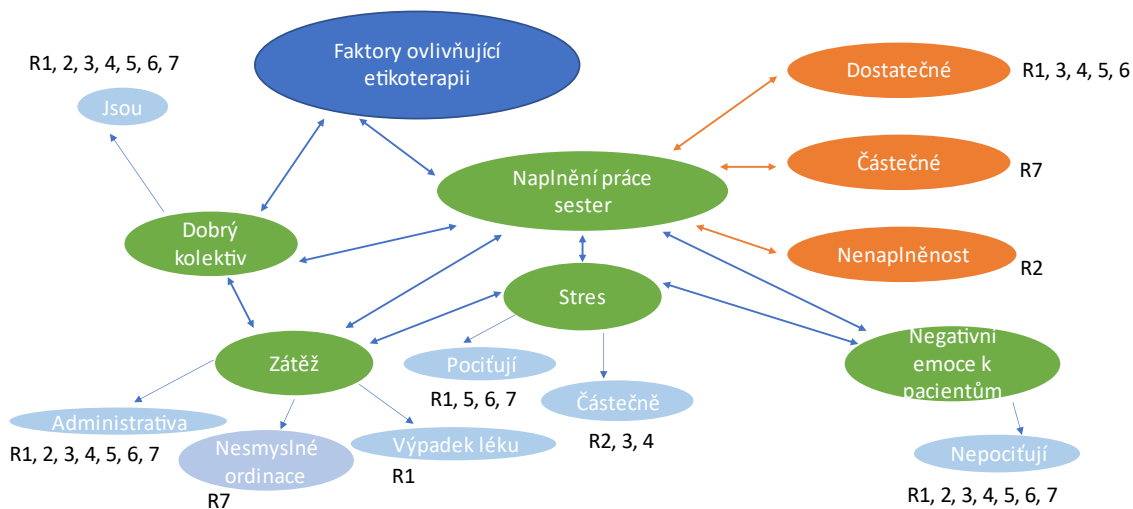 Faktory ovlivňující
etikoterapii
R1, 2, 3, 4, 5, 6, 7
Jsou
Dostatečné
R1, 3, 4, 5, 6
Částečné
R7
Naplnění práce
sester
Dobrý
kolektiv
Nenaplněnost
R2
Stres
Zátěž
Negativní
emoce k
pacientům
Pociťují
R1, 5, 6, 7
Částečně
R2, 3, 4
Administrativa
R1, 2, 3, 4, 5, 6, 7
Nesmyslné
ordinace
R7
Výpadek léku
R1
Nepociťují
R1, 2, 3, 4, 5, 6, 7